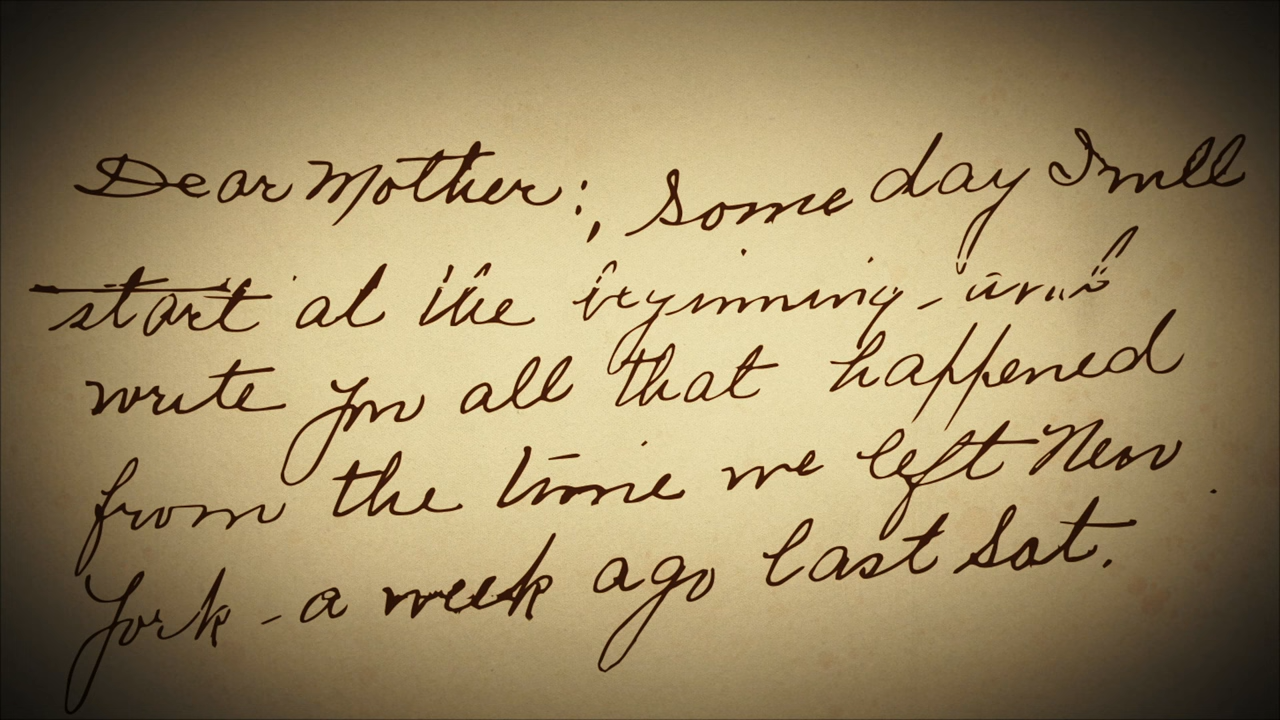 Dear Mother:, Some day I will
start at the beginning - and
write you all that happened
from the time we left New
York - a week ago last Sat.